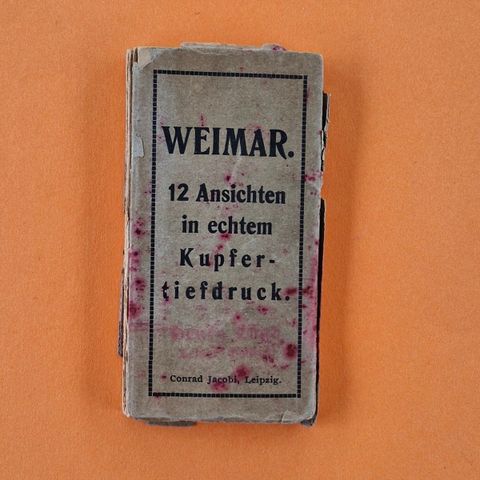 WEIMAR.
12 Ansichten
in echtem
Kupfer-
tiefdruck.
Conrad Jacobi, Leipzig.